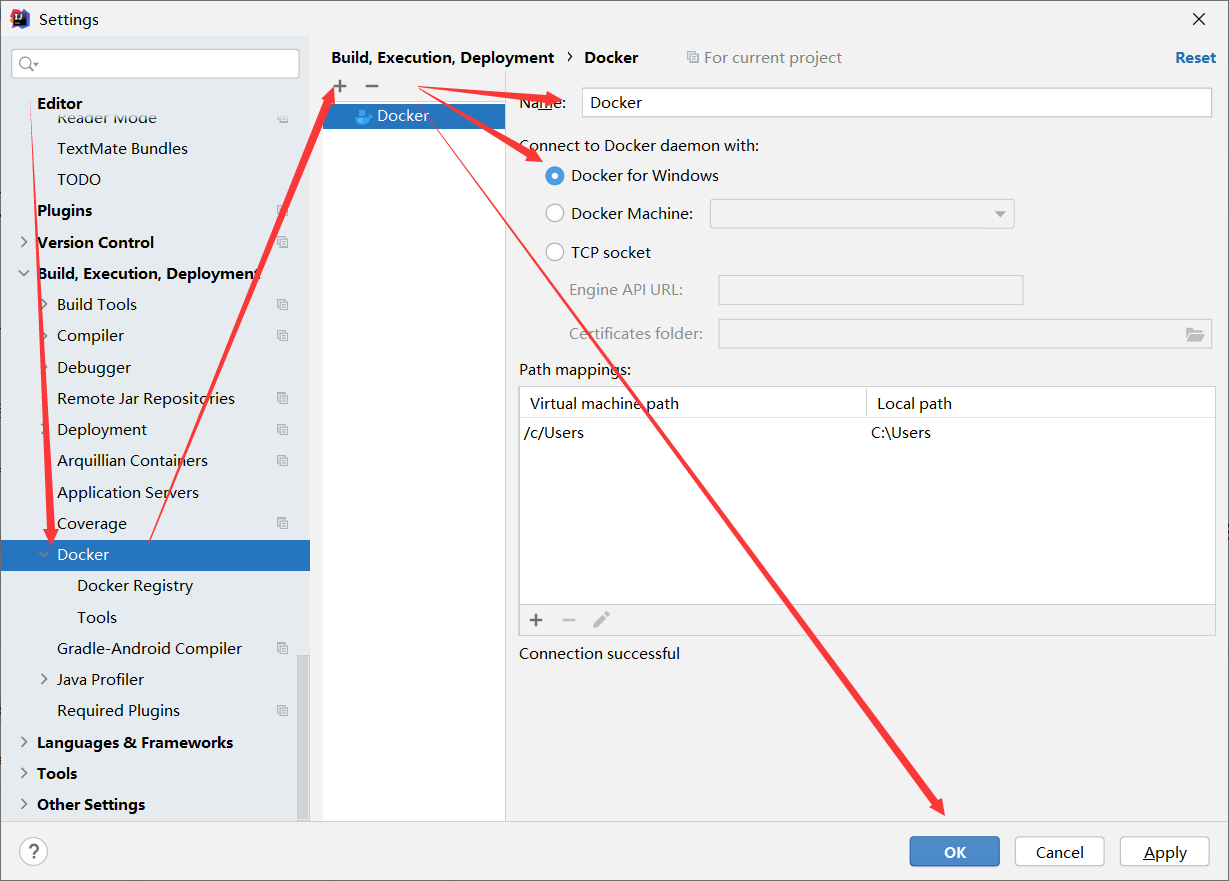 Settings
Build, Execution, Deployment › Docker
For current project
Reset
Editor
Reader Mode
TextMate Bundles
TODO
Plugins
Version Control
Build, Execution, Deployment
Build Tools
Compiler
Debugger
Remote Jar Repositories
Deployment
Arquillian Containers
Application Servers
Coverage
Docker
Docker Registry
Tools
Gradle-Android Compiler
Java Profiler
Required Plugins
Languages & Frameworks
Tools
Other Settings
Docker
Name: Docker
Connect to Docker daemon with:
Docker for Windows
Docker Machine:
TCP socket
Engine API URL:
Certificates folder:
Path mappings:
Virtual machine path Local path
/c/Users C:\Users
Connection successful
?
OK Cancel Apply